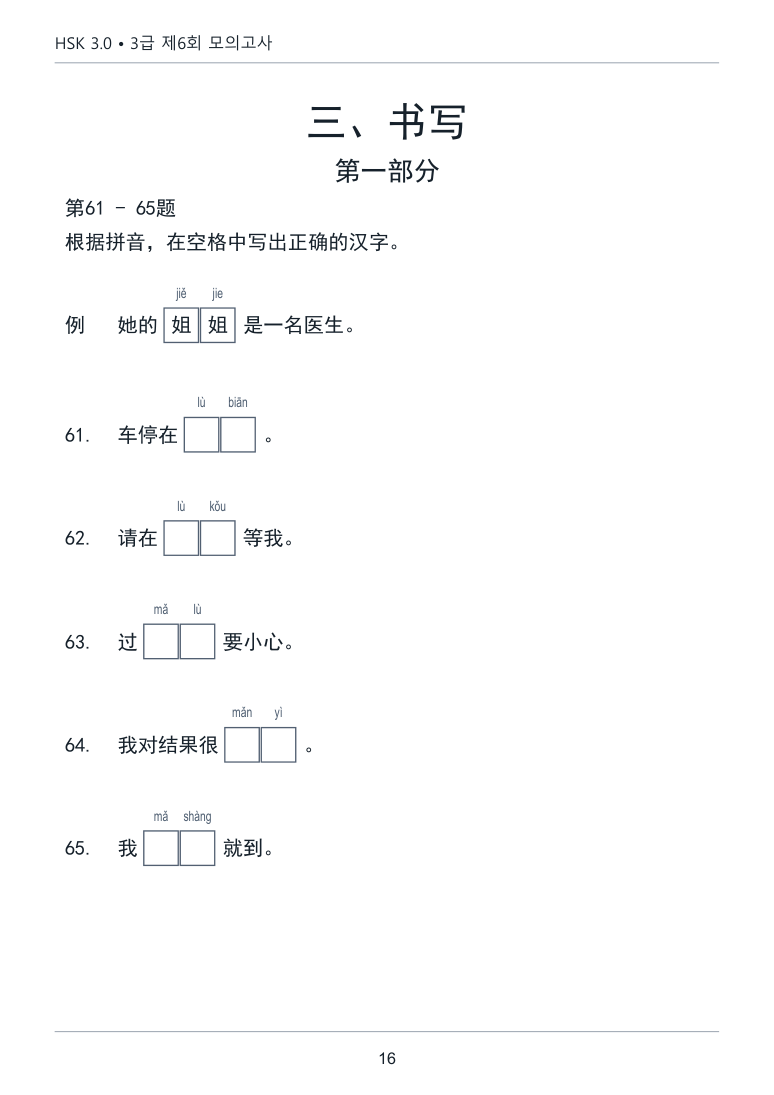 HSK 3.0 • 3급 제6회 모의고사
三、书写
第一部分
第61 － 65题
根据拼音，在空格中写出正确的汉字。
jiě jie
例 她的 姐 姐 是一名医生。
lù biān
61. 车停在 。
lù kǒu
62. 请在 等我。
mǎ lù
63. 过 要小心。
mǎn yì
64. 我对结果很 。
mǎ shàng
65. 我 就到。
16